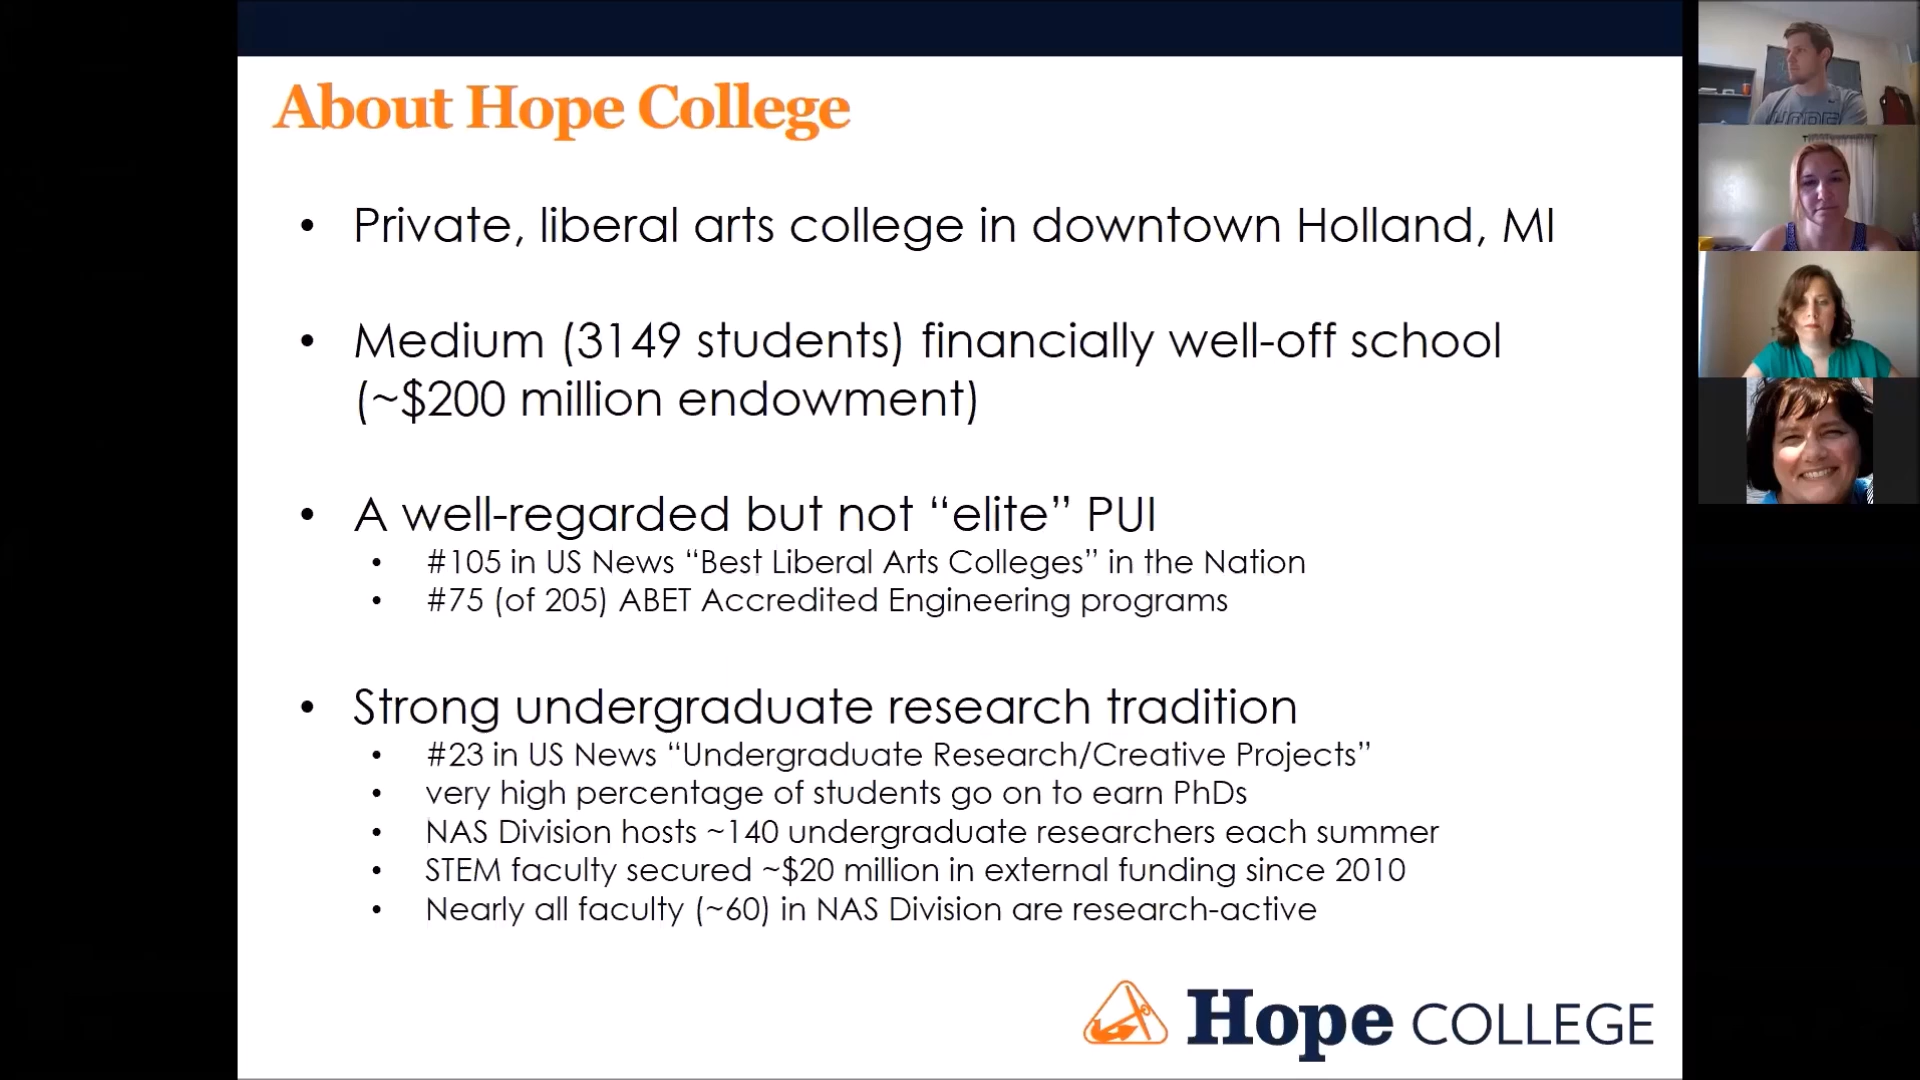 About Hope College
• Private, liberal arts college in downtown Holland, MI
• Medium (3149 students) financially well-off school
(~$200 million endowment)
• A well-regarded but not “elite” PUI
• #105 in US News “Best Liberal Arts Colleges” in the Nation
• #75 (of 205) ABET Accredited Engineering programs
• Strong undergraduate research tradition
• #23 in US News “Undergraduate Research/Creative Projects”
• very high percentage of students go on to earn PhDs
• NAS Division hosts ~140 undergraduate researchers each summer
• STEM faculty secured ~$20 million in external funding since 2010
• Nearly all faculty (~60) in NAS Division are research-active
Hope COLLEGE
HOPE